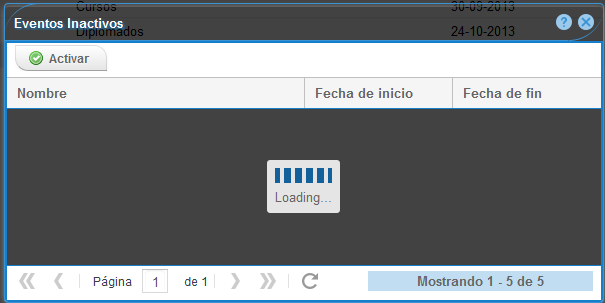 Cursos 30-09-2013
Eventos Inactivos
Diplomados 24-10-2013
Activar
Nombre Fecha de inicio Fecha de fin
Loading...
Página 1 de 1 Mostrando 1 - 5 de 5